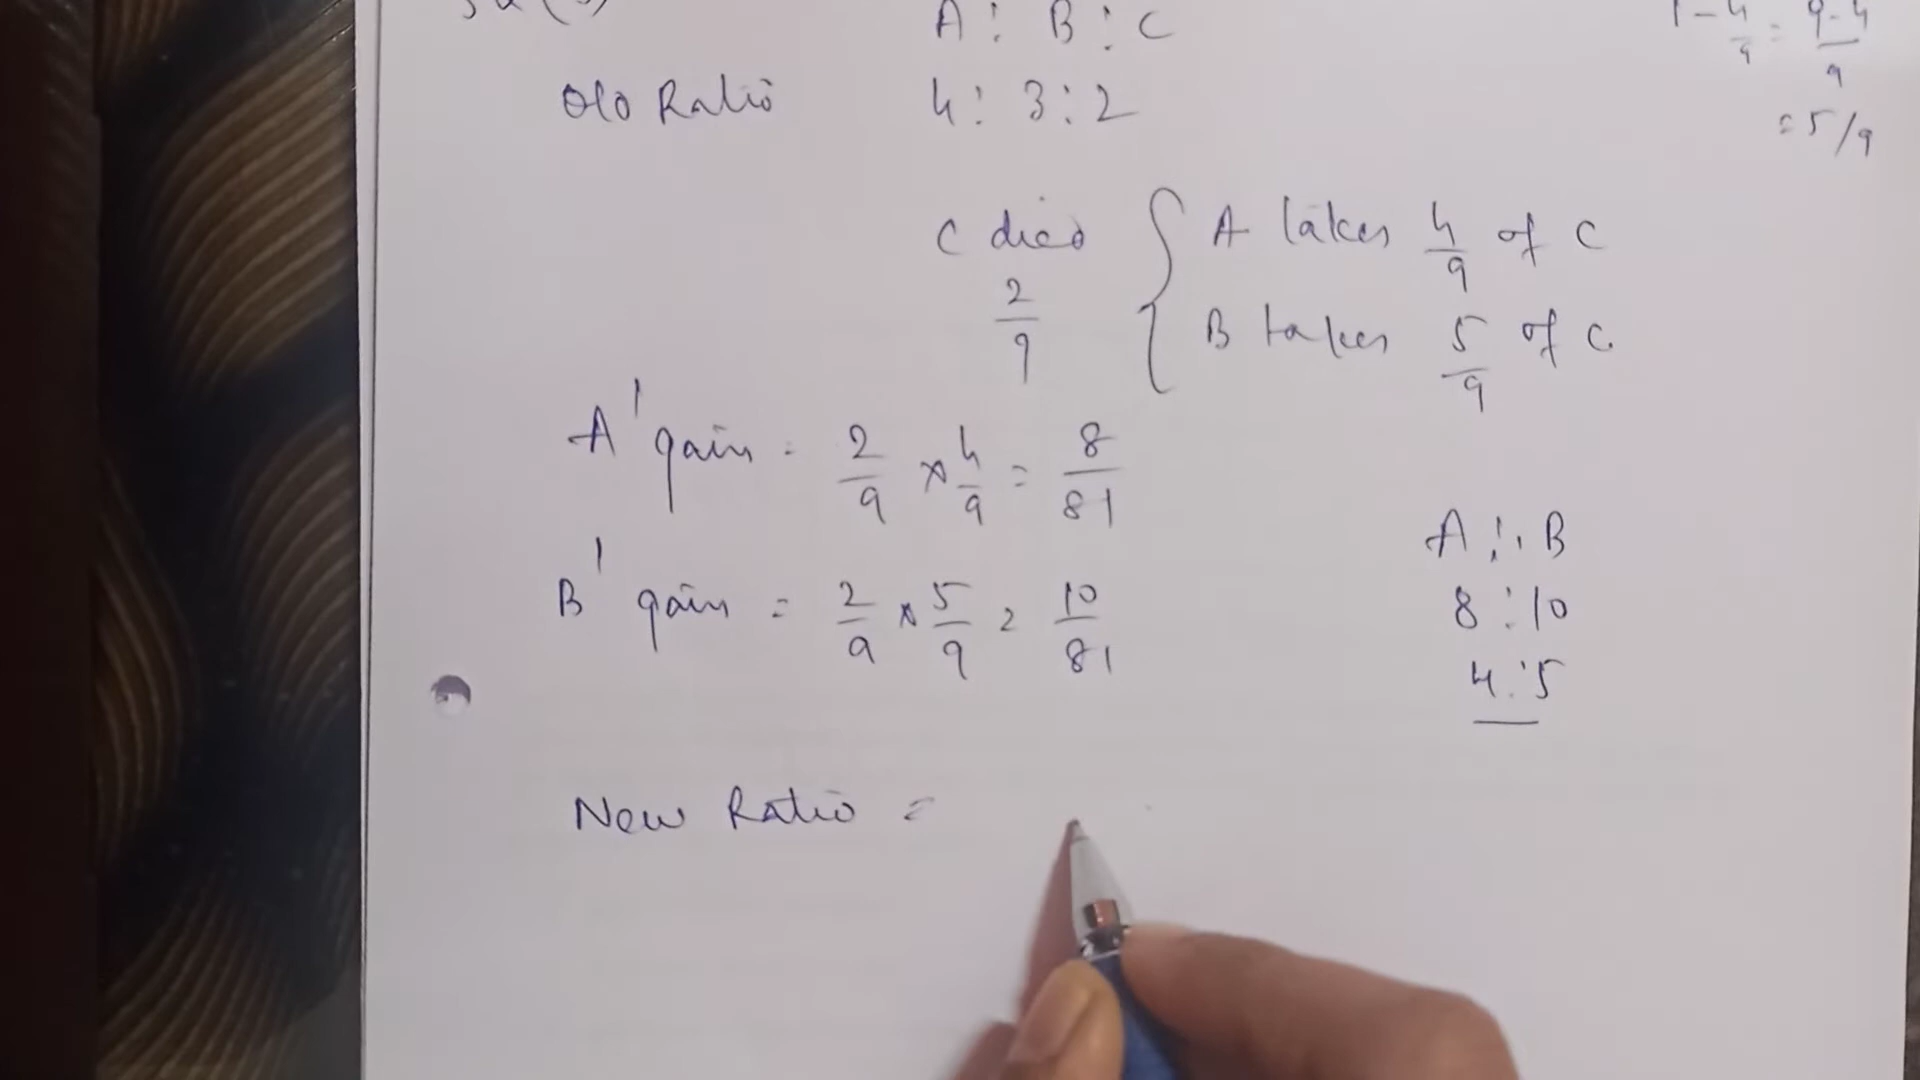 A : B : C
1 - 4/9 = 9-4/9
Old Ratio 4 : 3 : 2
= 5/9
C died 2/9 { A takes 4/9 of C
B takes 5/9 of C.
A' gain = 2/9 × 4/9 = 8/81
A : B
B' gain = 2/9 × 5/9 = 10/81
8 : 10
4 : 5
New Ratio =